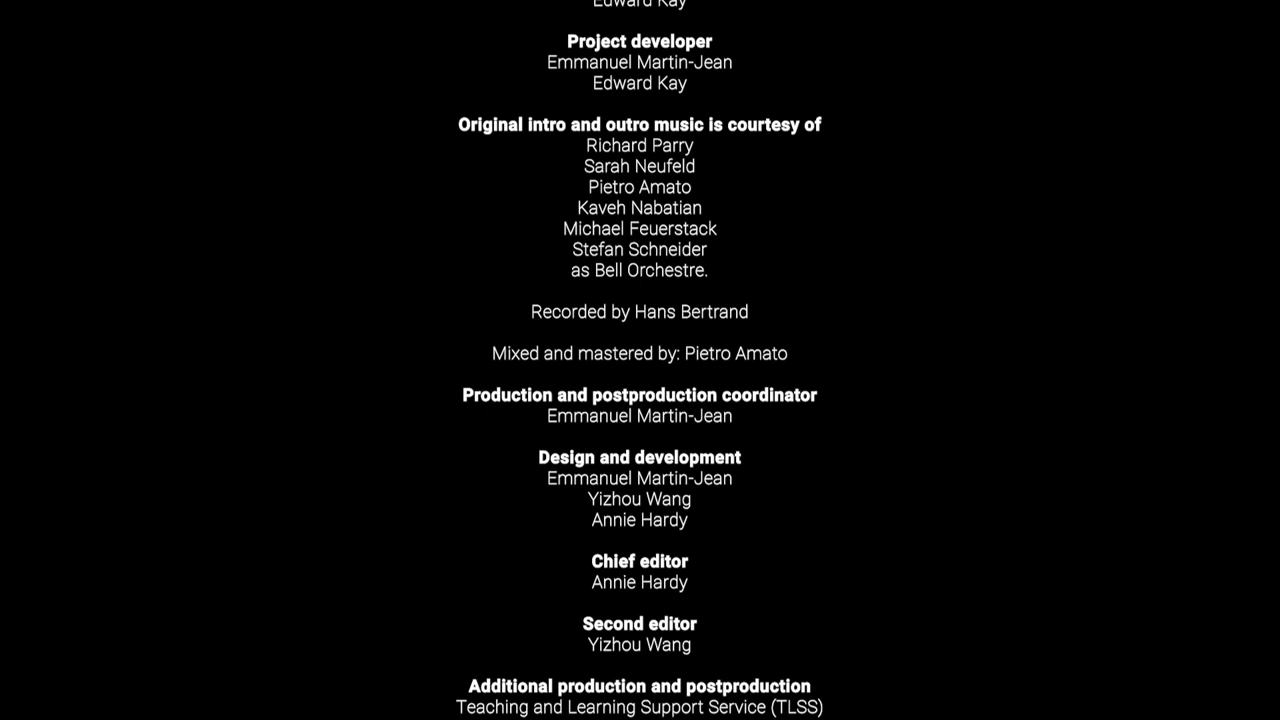 Edward Kay
Project developer
Emmanuel Martin-Jean
Edward Kay
Original intro and outro music is courtesy of
Richard Parry
Sarah Neufeld
Pietro Amato
Kaveh Nabatian
Michael Feuerstack
Stefan Schneider
as Bell Orchestre.
Recorded by Hans Bertrand
Mixed and mastered by: Pietro Amato
Production and postproduction coordinator
Emmanuel Martin-Jean
Design and development
Emmanuel Martin-Jean
Yizhou Wang
Annie Hardy
Chief editor
Annie Hardy
Second editor
Yizhou Wang
Additional production and postproduction
Teaching and Learning Support Service (TLSS)